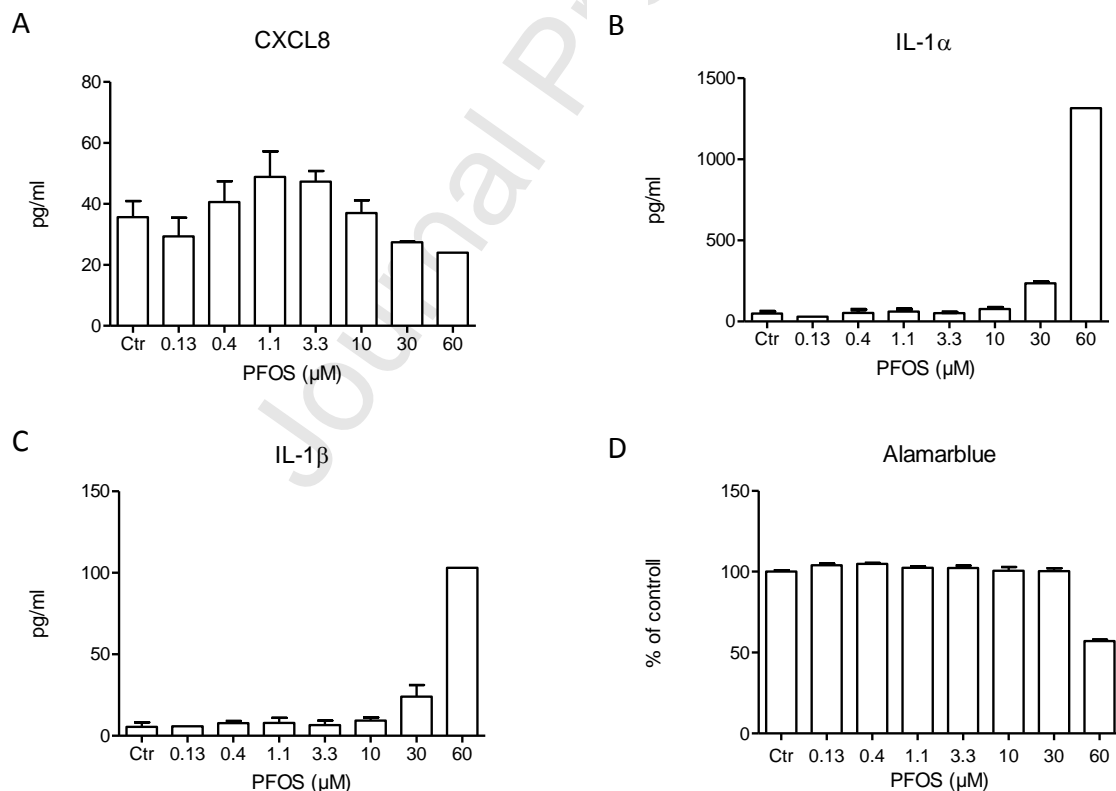 A
CXCL8
80
60
40
20
0
pg/ml
Ctr 0.13 0.4 1.1 3.3 10 30 60
PFOS (µM)
B
IL-1α
1500
1000
500
0
pg/ml
Ctr 0.13 0.4 1.1 3.3 10 30 60
PFOS (µM)
C
IL-1β
150
100
50
0
pg/ml
Ctr 0.13 0.4 1.1 3.3 10 30 60
PFOS (µM)
D
Alamarblue
150
100
50
0
% of controll
Ctr 0.13 0.4 1.1 3.3 10 30 60
PFOS (µM)
Journal